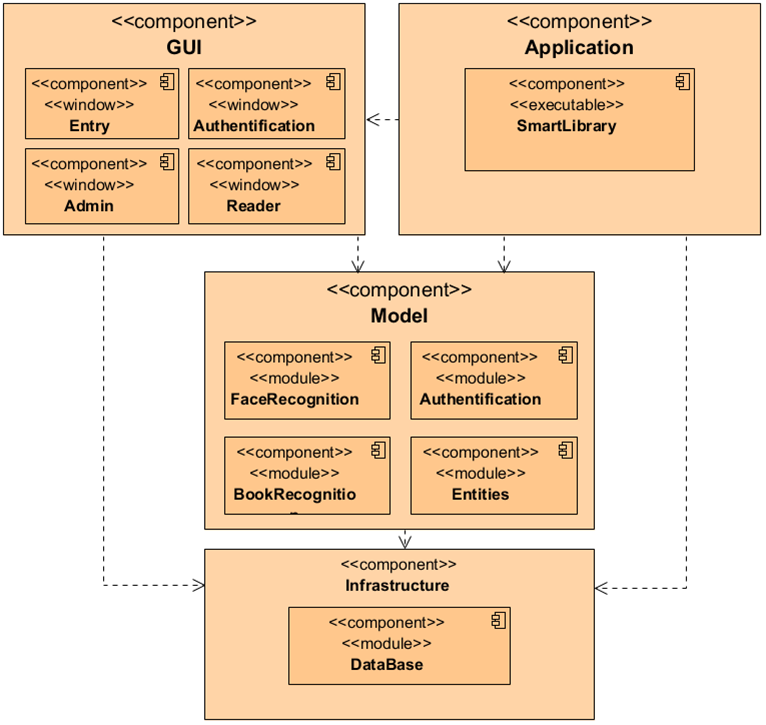 <<component>>
GUI
<<component>>
<<window>>
Entry
<<component>>
<<window>>
Authentification
<<component>>
<<window>>
Admin
<<component>>
<<window>>
Reader
<<component>>
Application
<<component>>
<<executable>>
SmartLibrary
<<component>>
Model
<<component>>
<<module>>
FaceRecognition
<<component>>
<<module>>
Authentification
<<component>>
<<module>>
BookRecognitio
<<component>>
<<module>>
Entities
<<component>>
Infrastructure
<<component>>
<<module>>
DataBase